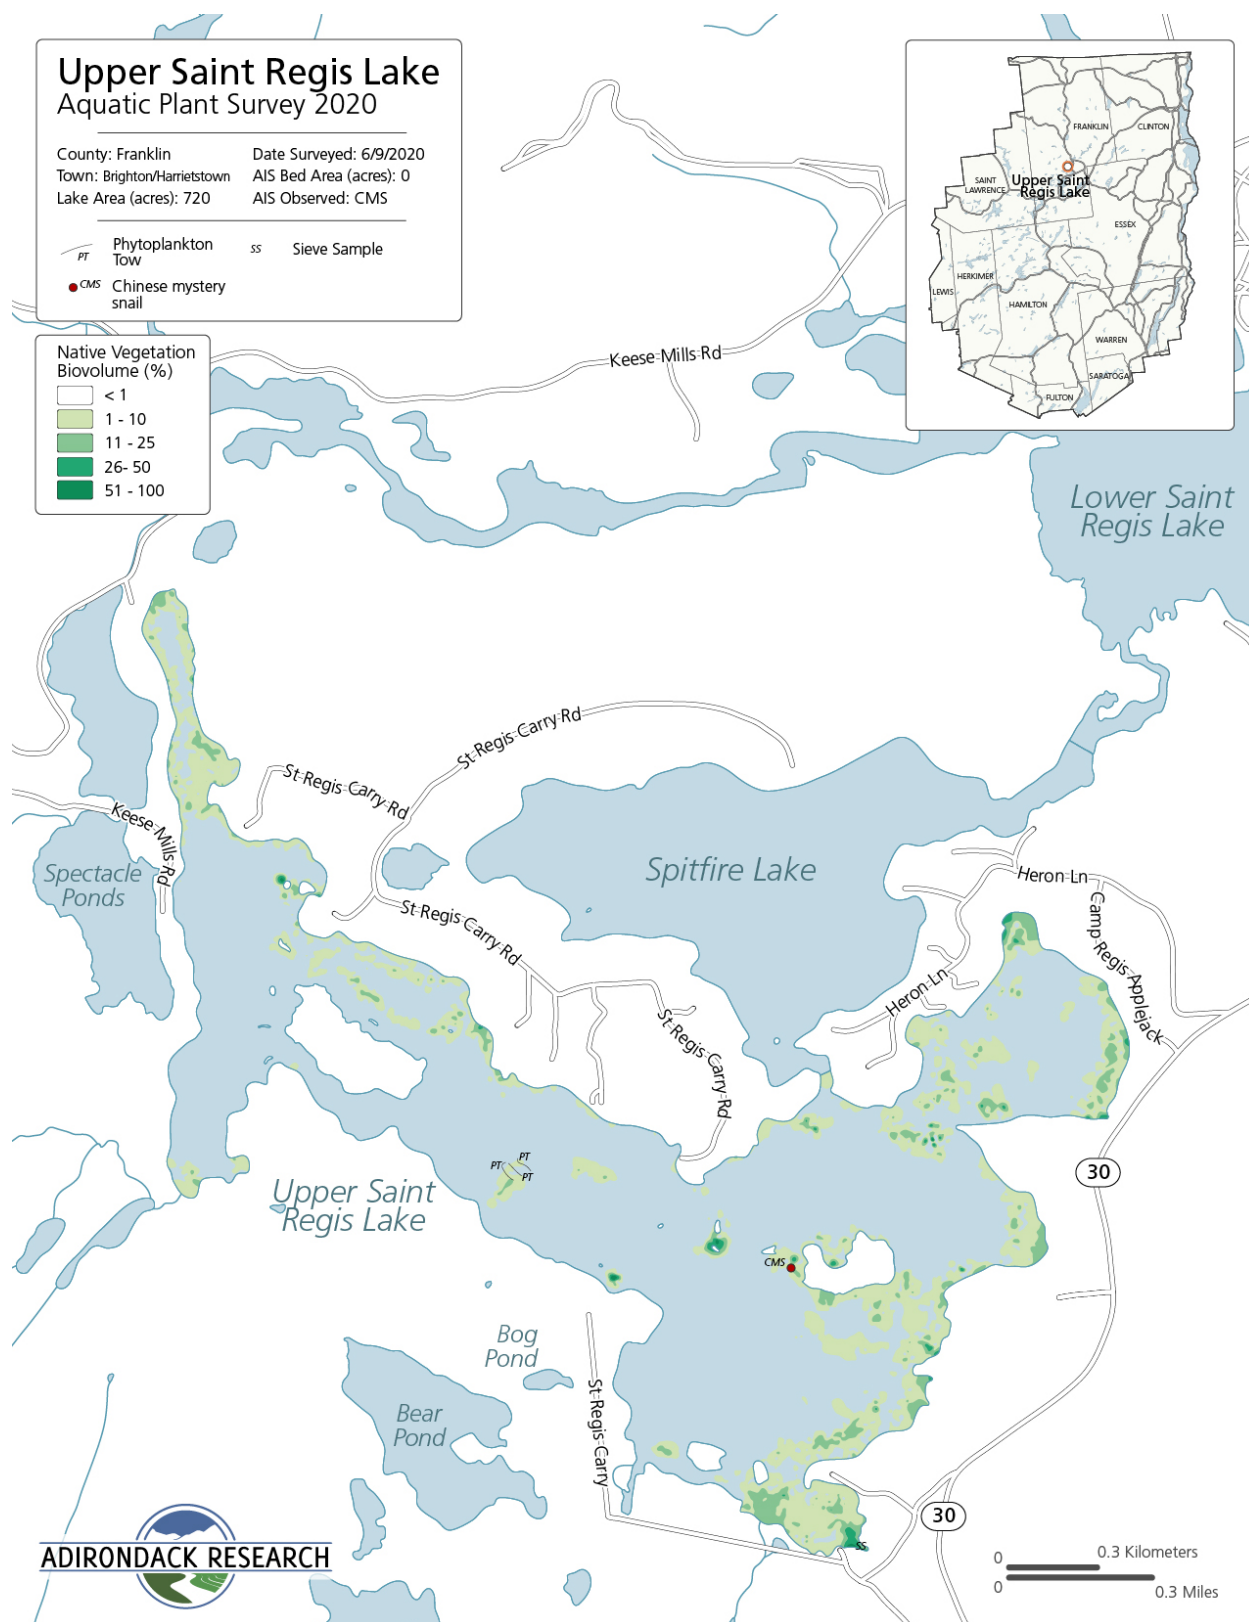 Upper Saint Regis Lake
Aquatic Plant Survey 2020
County: Franklin
Date Surveyed: 6/9/2020
Town: Brighton/Harrietstown
AIS Bed Area (acres): 0
Lake Area (acres): 720
AIS Observed: CMS
PT
Phytoplankton
Tow
SS
Sieve Sample
CMS
Chinese mystery
snail
Native Vegetation
Biovolume (%)
< 1
1 - 10
11 - 25
26- 50
51 - 100
FRANKLIN
CLINTON
SAINT
LAWRENCE
Upper Saint
Regis Lake
ESSEX
HERKIMER
LEWIS
HAMILTON
WARREN
SARATOGA
FULTON
Keese Mills Rd
Lower Saint
Regis Lake
St Regis Carry Rd
St Regis Carry Rd
Keese Mills Rd
Spectacle
Ponds
Spitfire Lake
Heron Ln
Camp Regis Applejack
St Regis Carry Rd
Heron Ln
St Regis Carry Rd
30
PT
PT
PT
Upper Saint
Regis Lake
CMS
Bog
Pond
St Regis Carry
Bear
Pond
30
SS
ADIRONDACK RESEARCH
0
0.3 Kilometers
0
0.3 Miles